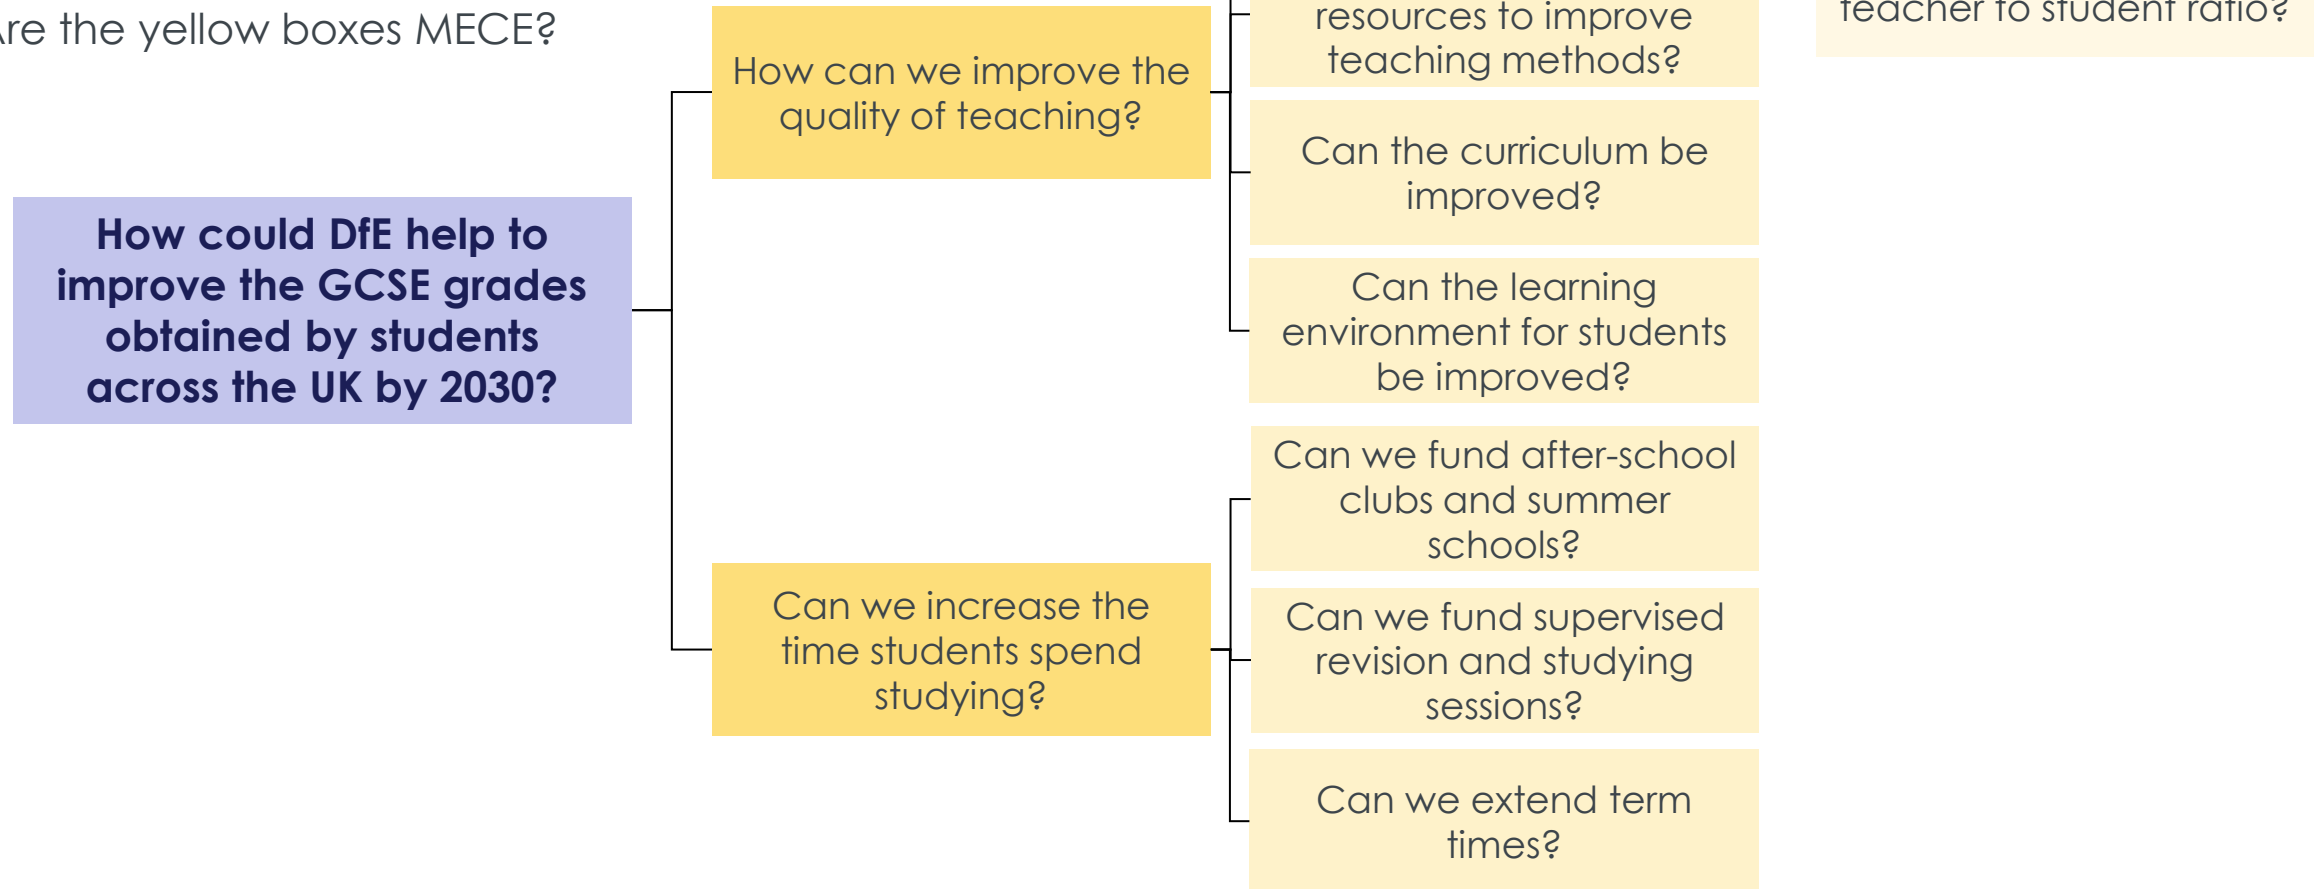 Are the yellow boxes MECE?
How can we improve the
quality of teaching?
resources to improve
teaching methods?
teacher to student ratio?
Can the curriculum be
improved?
How could DfE help to
improve the GCSE grades
obtained by students
across the UK by 2030?
Can the learning
environment for students
be improved?
Can we fund after-school
clubs and summer
schools?
Can we increase the
time students spend
studying?
Can we fund supervised
revision and studying
sessions?
Can we extend term
times?